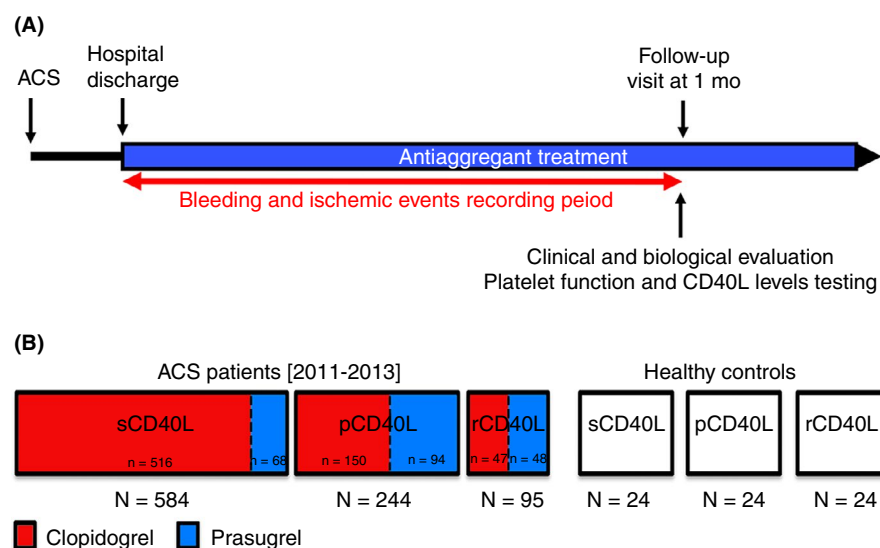 (A)
ACS
Hospital
discharge
Follow-up
visit at 1 mo
Antiaggregant treatment
Bleeding and ischemic events recording peiod
Clinical and biological evaluation
Platelet function and CD40L levels testing
(B)
ACS patients [2011-2013]
Healthy controls
sCD40L
pCD40L
rCD40L
sCD40L
pCD40L
rCD40L
n = 516
n = 68
n = 150
n = 94
n = 47
n = 48
N = 584
N = 244
N = 95
N = 24
N = 24
N = 24
Clopidogrel
Prasugrel